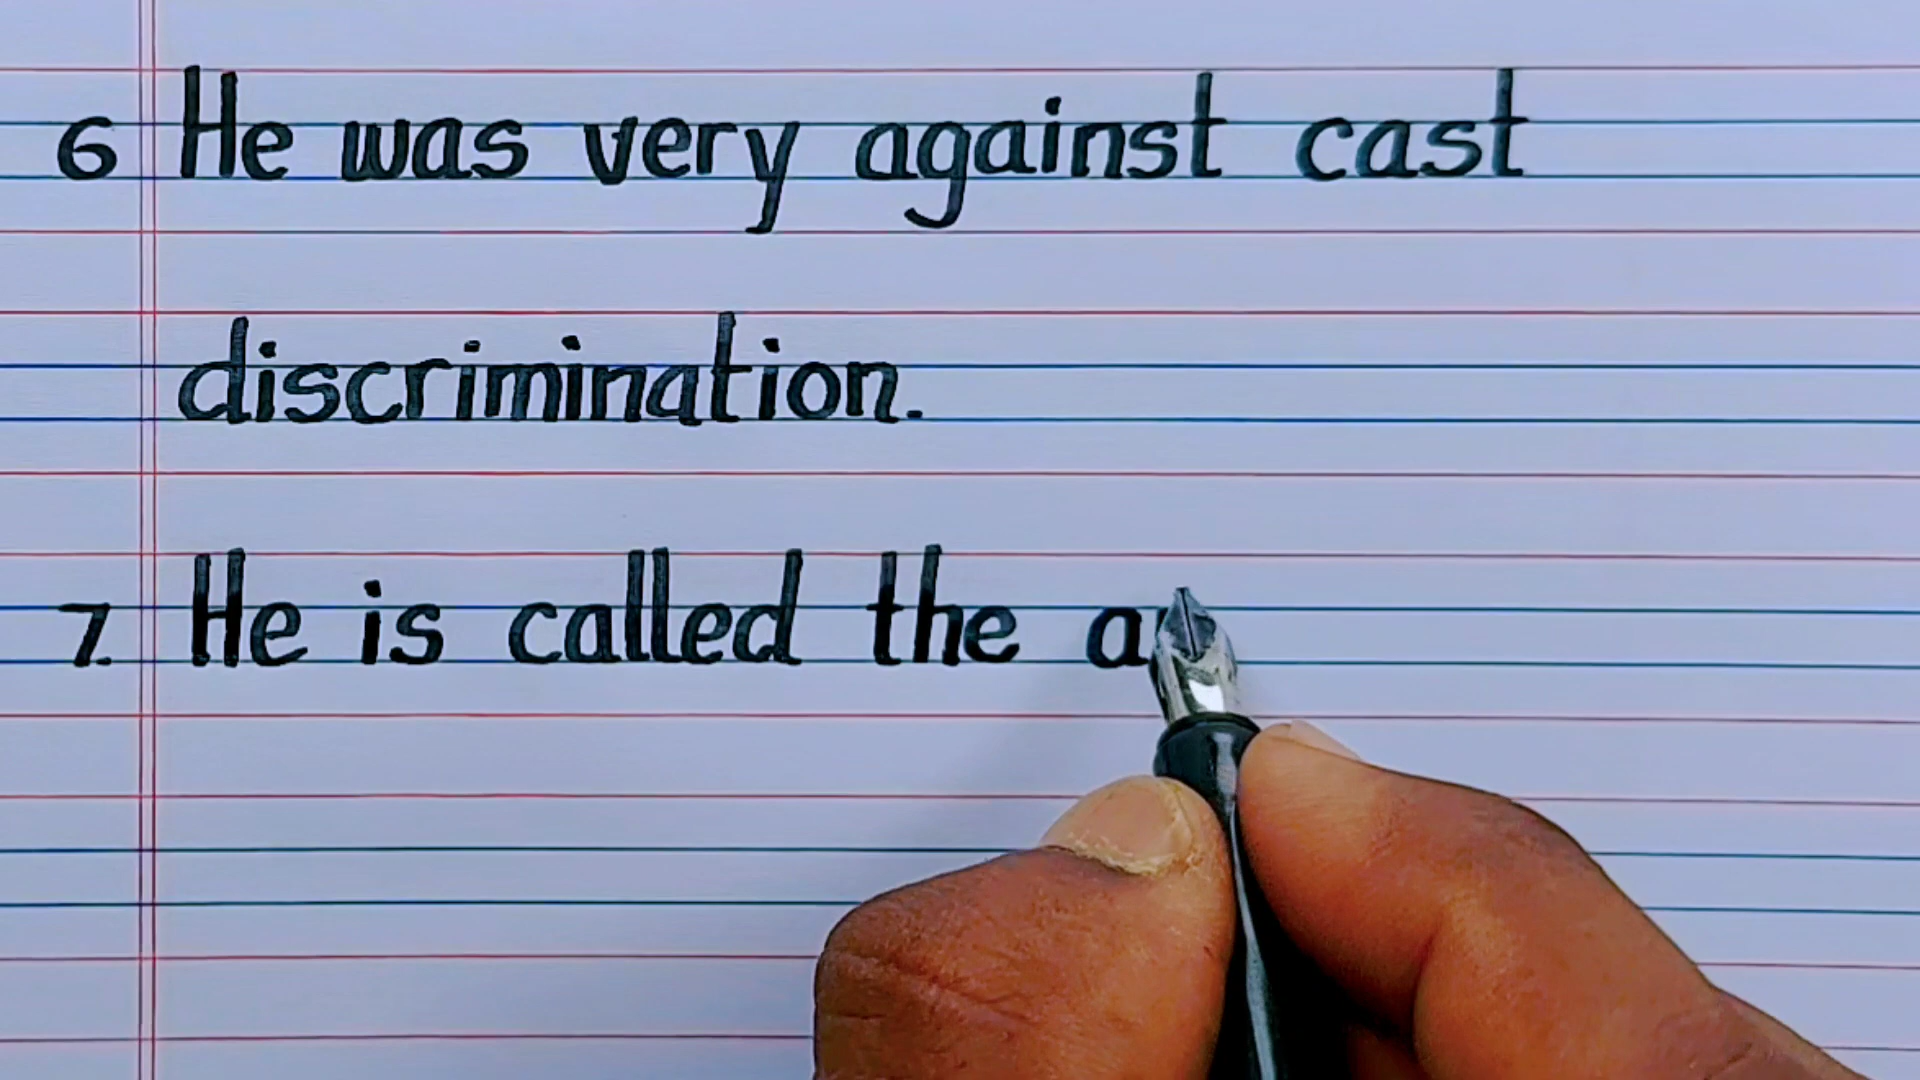 6 He was very against cast
discrimination.
7. He is called the